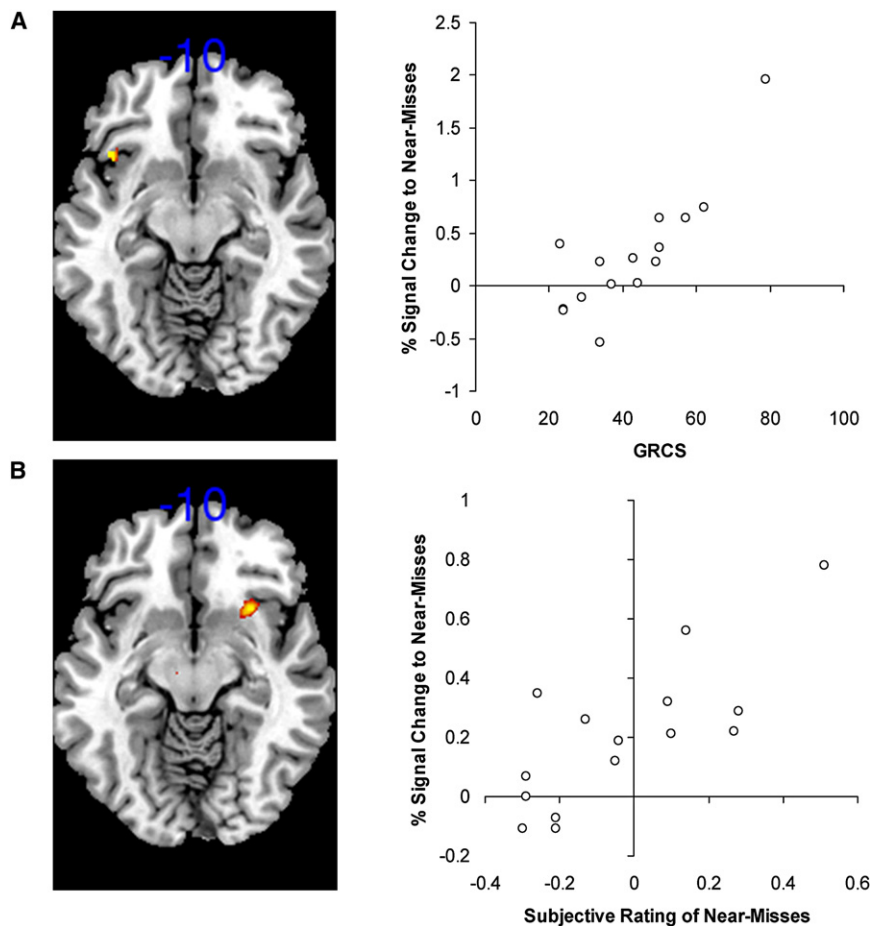 A
-10
2.5
2
1.5
1
0.5
0
-0.5
-1
% Signal Change to Near-Misses
0 20 40 60 80 100
GRCS
B
-10
1
0.8
0.6
0.4
0.2
0
-0.2
% Signal Change to Near-Misses
-0.4 -0.2 0 0.2 0.4 0.6
Subjective Rating of Near-Misses